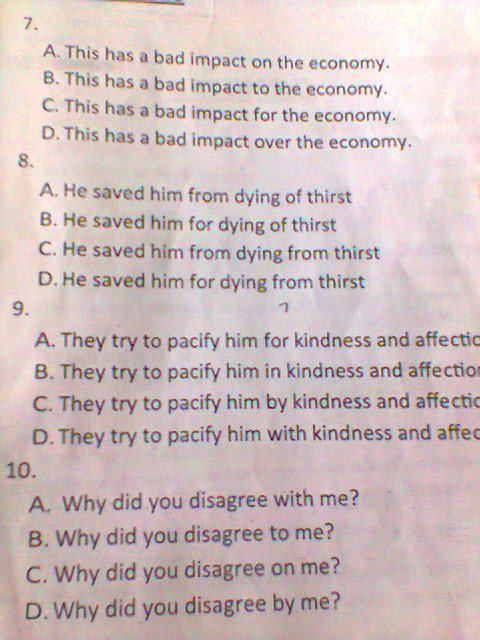 7.
A. This has a bad impact on the economy.
B. This has a bad impact to the economy.
C. This has a bad impact for the economy.
D. This has a bad impact over the economy.
8.
A. He saved him from dying of thirst
B. He saved him for dying of thirst
C. He saved him from dying from thirst
D. He saved him for dying from thirst
9.
A. They try to pacify him for kindness and affectio
B. They try to pacify him in kindness and affection
C. They try to pacify him by kindness and affectio
D. They try to pacify him with kindness and affec
10.
A. Why did you disagree with me?
B. Why did you disagree to me?
C. Why did you disagree on me?
D. Why did you disagree by me?